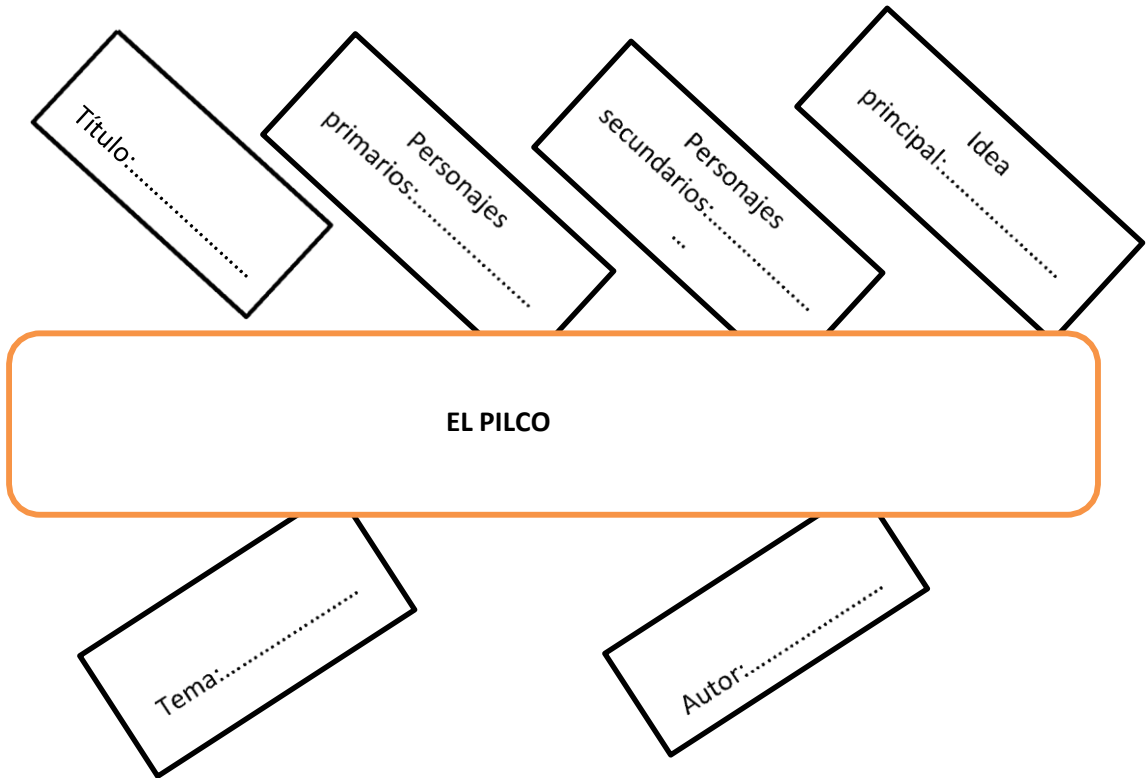 Título:......................
Personajes
primarios:......................
Personajes
secundarios:...................
...
Idea
principal:.....................
EL PILCO
Tema:........................
Autor:........................